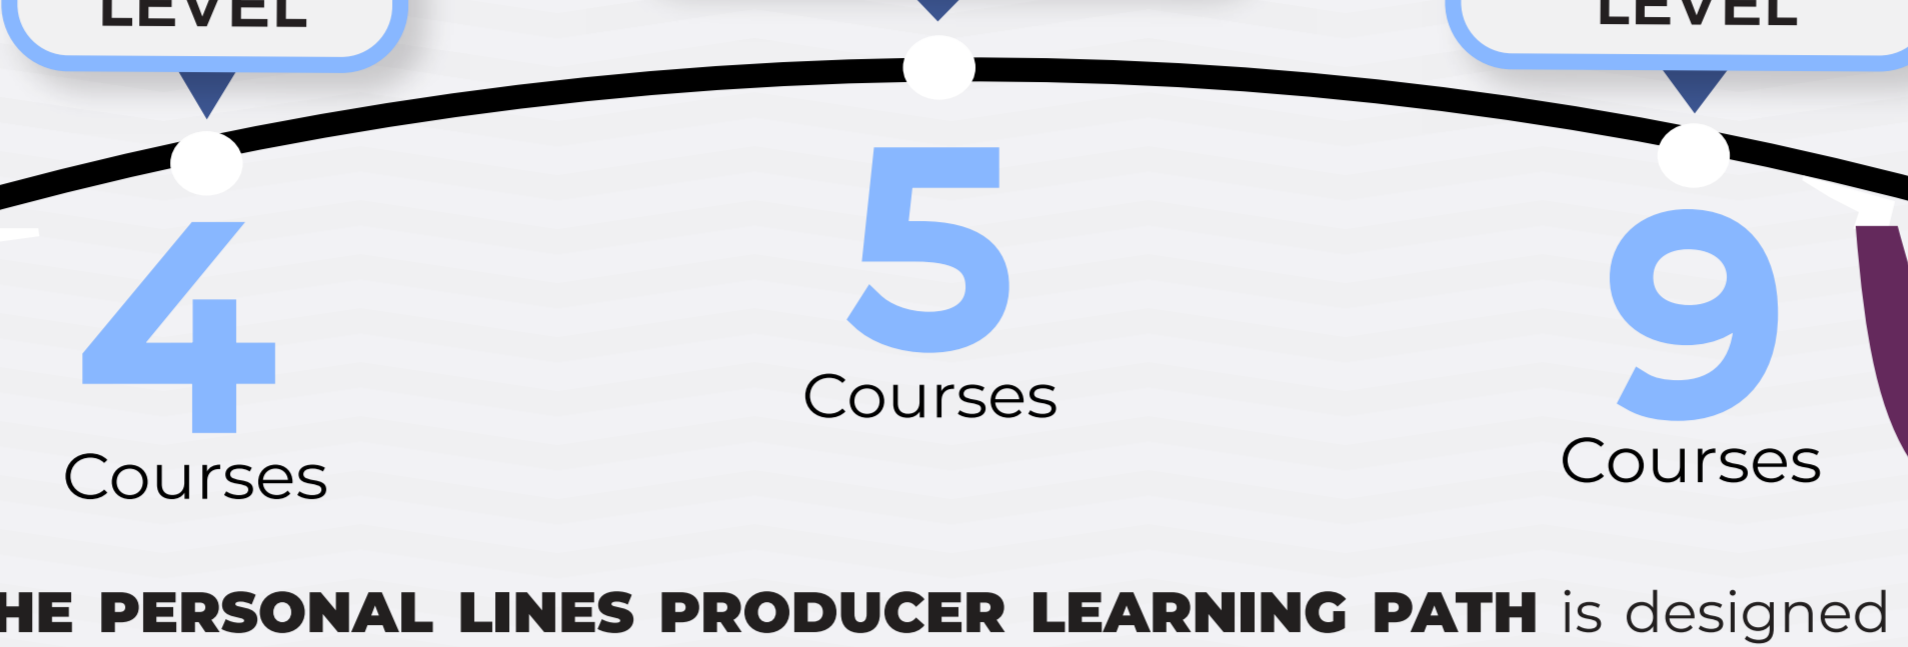 LEVEL
LEVEL
4
Courses
5
Courses
9
Courses
HE PERSONAL LINES PRODUCER LEARNING PATH is designed